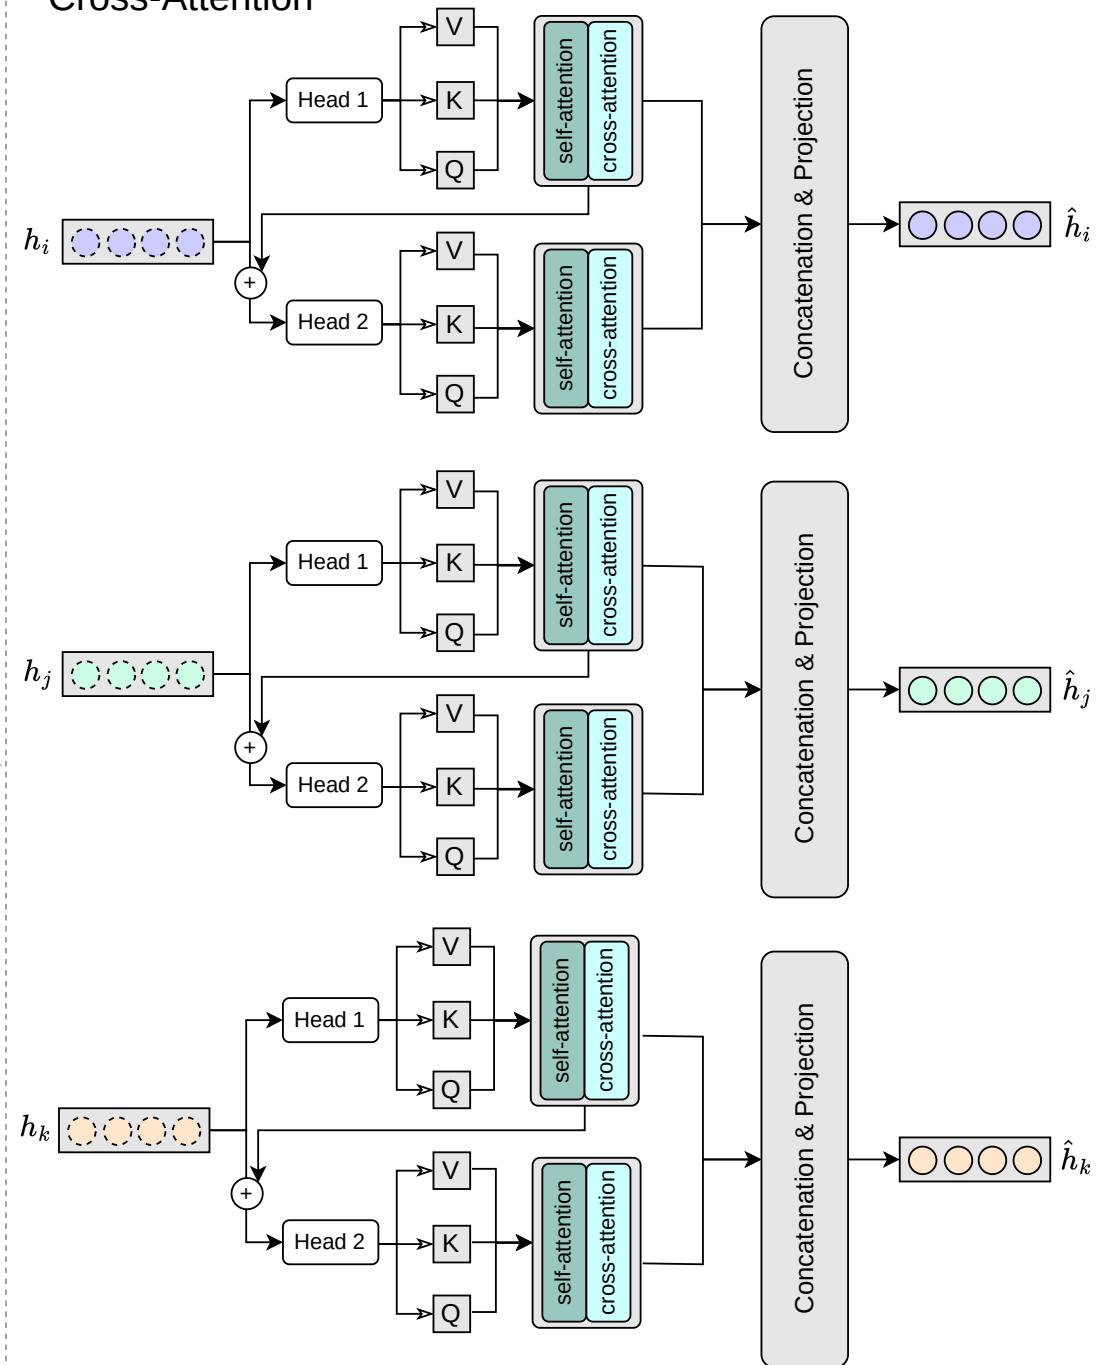 Cross-Attention
V
Head 1
K
Q
self-attention
cross-attention
h_i
+
V
Head 2
K
Q
self-attention
cross-attention
Concatenation & Projection
ĥ_i
V
Head 1
K
Q
self-attention
cross-attention
h_j
+
V
Head 2
K
Q
self-attention
cross-attention
Concatenation & Projection
ĥ_j
V
Head 1
K
Q
self-attention
cross-attention
h_k
+
V
Head 2
K
Q
self-attention
cross-attention
Concatenation & Projection
ĥ_k